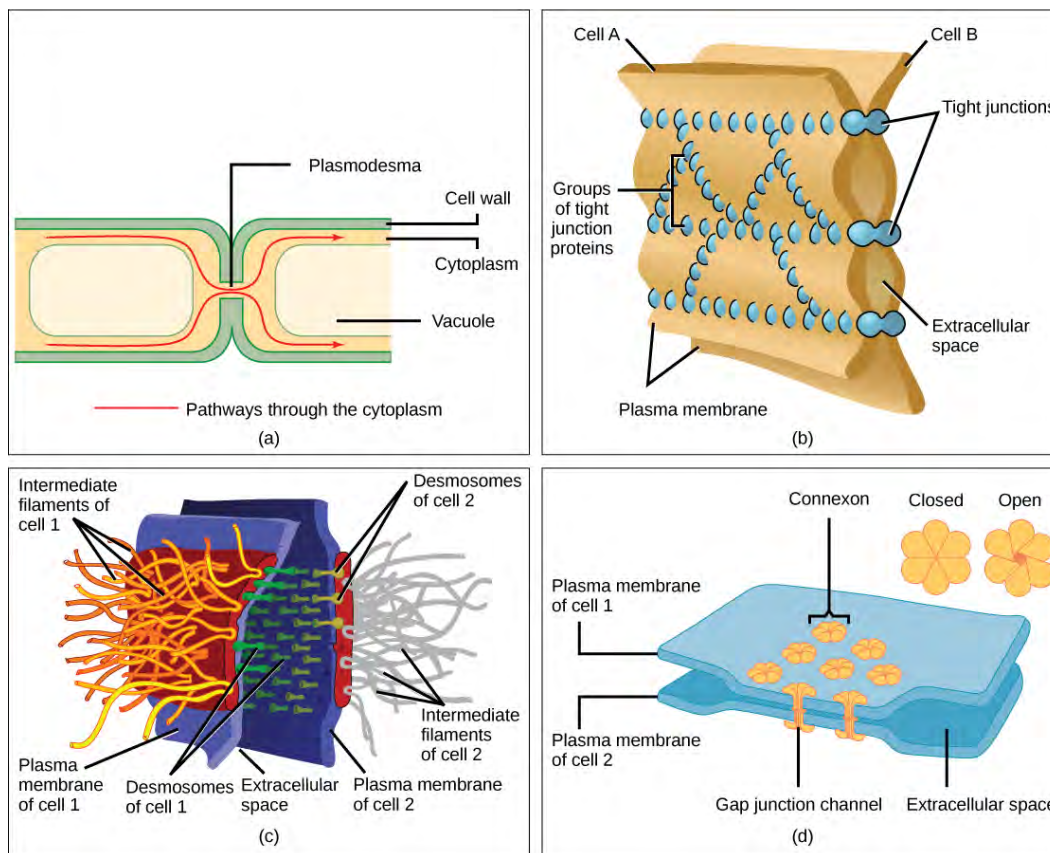 Plasmodesma
Cell wall
Cytoplasm
Vacuole
Pathways through the cytoplasm
(a)
Cell A
Cell B
Tight junctions
Groups
of tight
junction
proteins
Extracellular
space
Plasma membrane
(b)
Intermediate
filaments of
cell 1
Desmosomes
of cell 2
Intermediate
filaments
of cell 2
Plasma
membrane
of cell 1
Desmosomes
of cell 1
Extracellular
space
Plasma membrane
of cell 2
(c)
Connexon
Closed
Open
Plasma membrane
of cell 1
Plasma membrane
of cell 2
Gap junction channel
Extracellular space
(d)